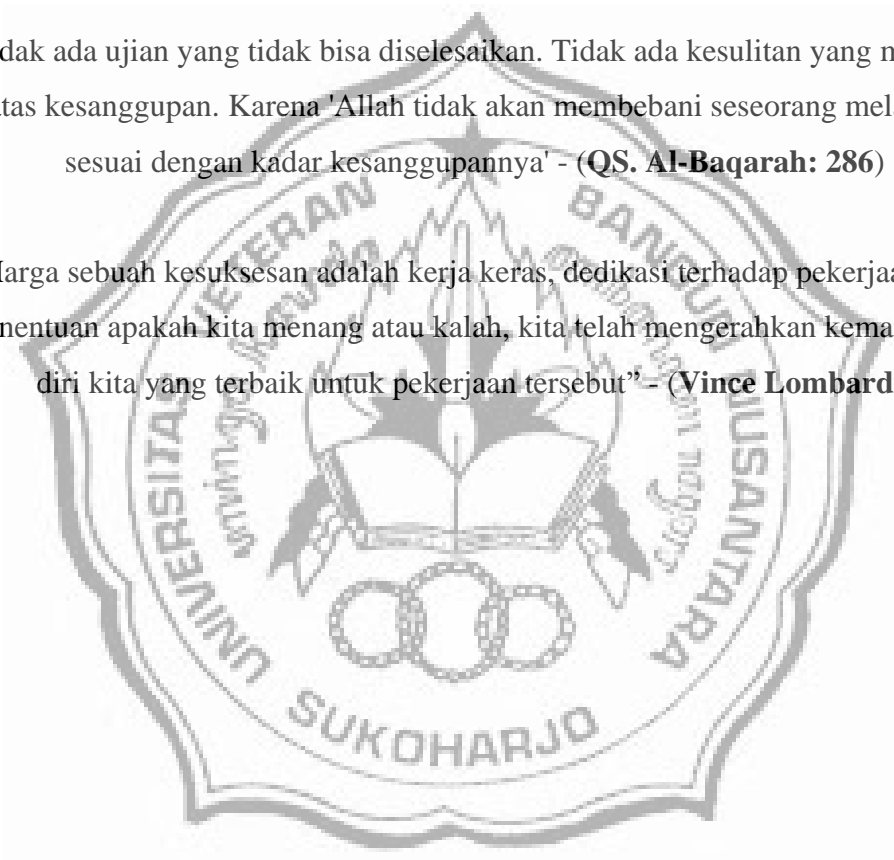 dak ada ujian yang tidak bisa diselesaikan. Tidak ada kesulitan yang
atas kesanggupan. Karena 'Allah tidak akan membebani seseorang mel
sesuai dengan kadar kesanggupannya' - (QS. Al-Baqarah: 286)
Harga sebuah kesuksesan adalah kerja keras, dedikasi terhadap pekerjaa
nentuan apakah kita menang atau kalah, kita telah mengerahkan kema
diri kita yang terbaik untuk pekerjaan tersebut” - (Vince Lombard
UNIVERSITAS VETERAN BANGUN NUSANTARA
SUKOHARJO